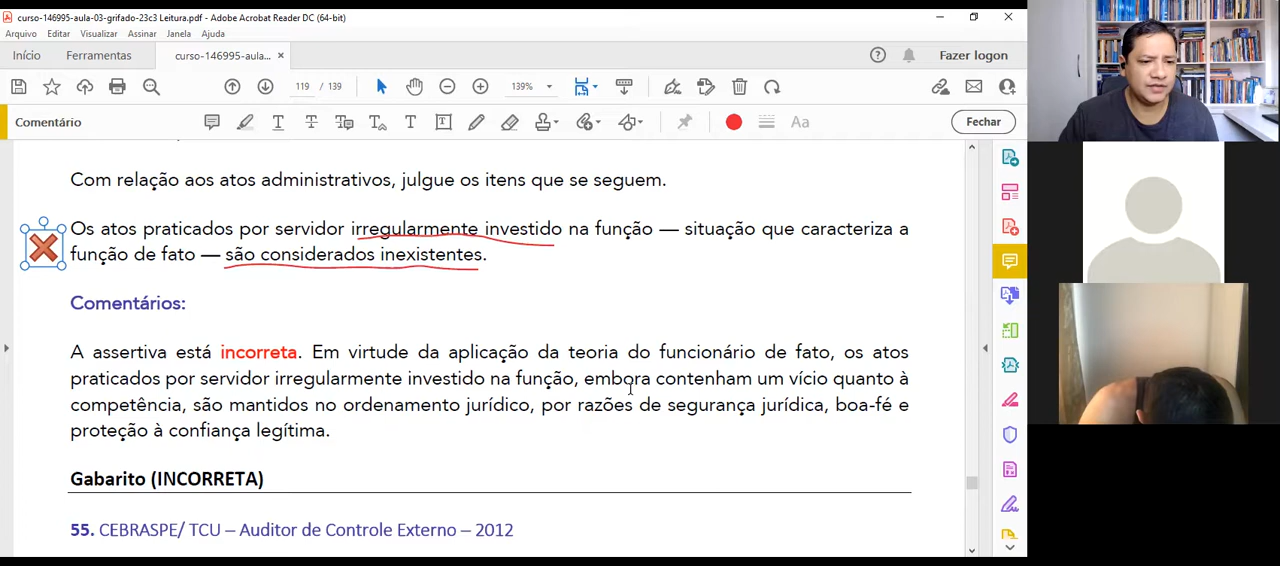 curso-146995-aula-03-grifado-23c3 Leitura.pdf - Adobe Acrobat Reader DC (64-bit)
Arquivo Editar Visualizar Assinar Janela Ajuda
Início Ferramentas curso-146995-aula... × Fazer logon
119 / 139 139%
Comentário Aa Fechar
Com relação aos atos administrativos, julgue os itens que se seguem.
Os atos praticados por servidor irregularmente investido na função — situação que caracteriza a
função de fato — são considerados inexistentes.
Comentários:
A assertiva está incorreta. Em virtude da aplicação da teoria do funcionário de fato, os atos
praticados por servidor irregularmente investido na função, embora contenham um vício quanto à
competência, são mantidos no ordenamento jurídico, por razões de segurança jurídica, boa-fé e
proteção à confiança legítima.
Gabarito (INCORRETA)
55. CEBRASPE/ TCU – Auditor de Controle Externo – 2012